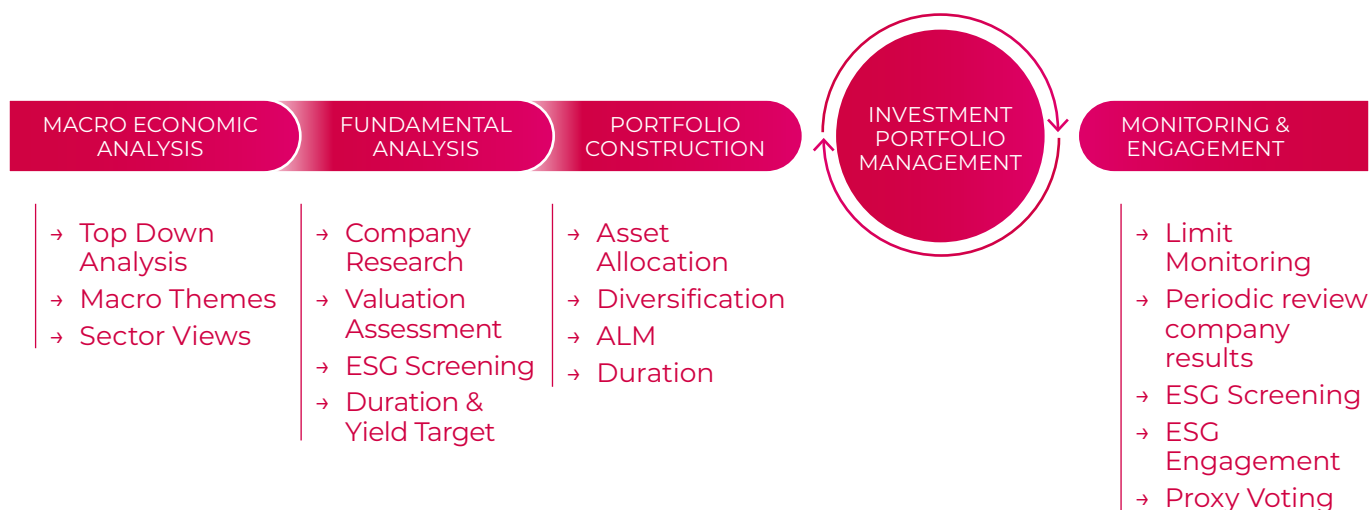 MACRO ECONOMIC
ANALYSIS
FUNDAMENTAL
ANALYSIS
PORTFOLIO
CONSTRUCTION
INVESTMENT
PORTFOLIO
MANAGEMENT
MONITORING &
ENGAGEMENT
→ Top Down
Analysis
→ Macro Themes
→ Sector Views
→ Company
Research
→ Valuation
Assessment
→ ESG Screening
→ Duration &
Yield Target
→ Asset
Allocation
→ Diversification
→ ALM
→ Duration
→ Limit
Monitoring
→ Periodic review
company
results
→ ESG Screening
→ ESG
Engagement
→ Proxy Voting